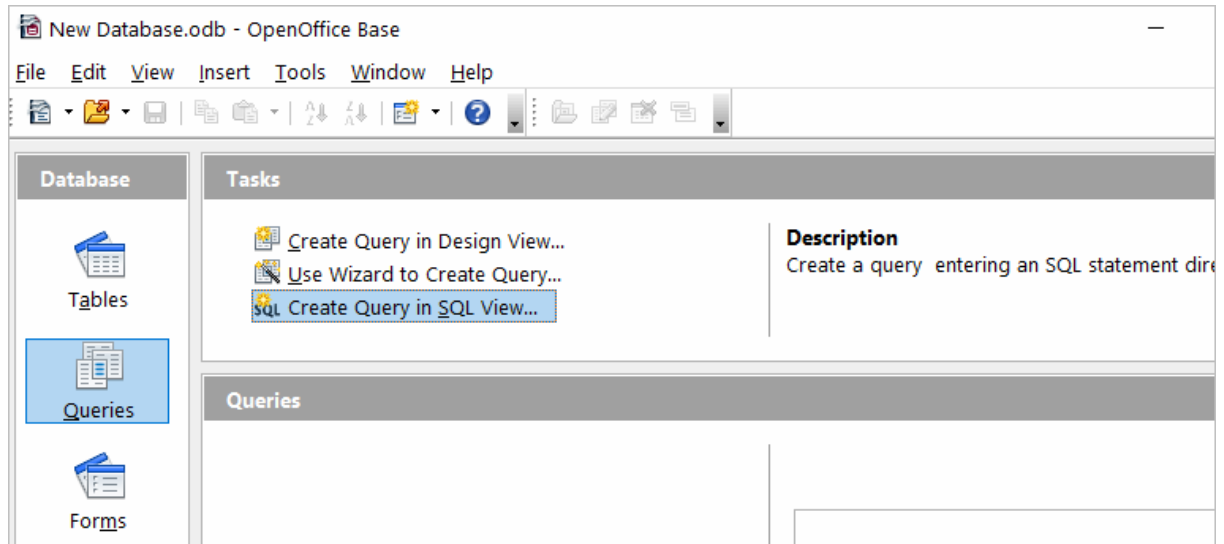 New Database.odb - OpenOffice Base
File Edit View Insert Tools Window Help
Database
Tasks
Create Query in Design View...
Use Wizard to Create Query...
SQL Create Query in SQL View...
Description
Create a query entering an SQL statement dire
Tables
Queries
Queries
Forms